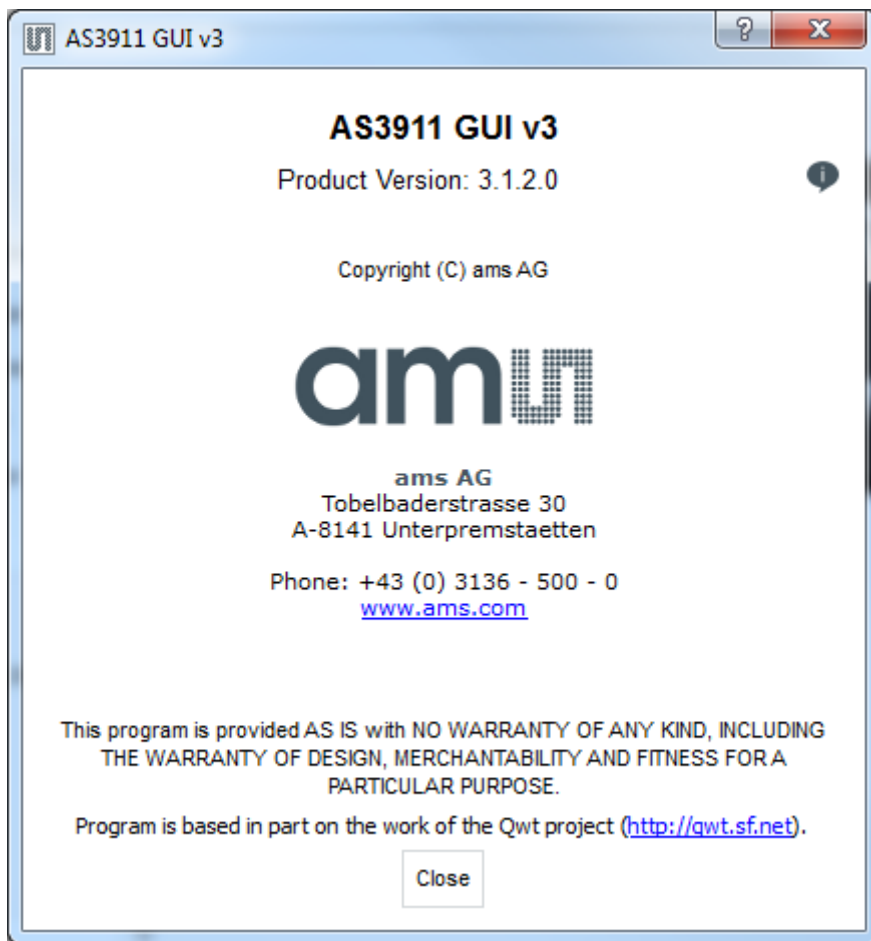 AS3911 GUI v3
AS3911 GUI v3
Product Version: 3.1.2.0
Copyright (C) ams AG
ams
ams AG
Tobelbaderstrasse 30
A-8141 Unterpremstaetten
Phone: +43 (0) 3136 - 500 - 0
www.ams.com
This program is provided AS IS with NO WARRANTY OF ANY KIND, INCLUDING
THE WARRANTY OF DESIGN, MERCHANTABILITY AND FITNESS FOR A
PARTICULAR PURPOSE.
Program is based in part on the work of the Qwt project (http://qwt.sf.net).
Close